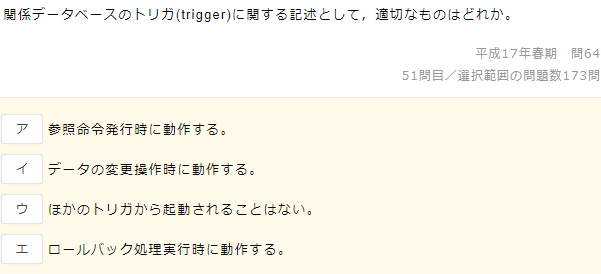 関係データベースのトリガ(trigger)に関する記述として，適切なものはどれか。
平成17年春期　問64
51問目／選択範囲の問題数173問
ア 参照命令発行時に動作する。
イ データの変更操作時に動作する。
ウ ほかのトリガから起動されることはない。
エ ロールバック処理実行時に動作する。